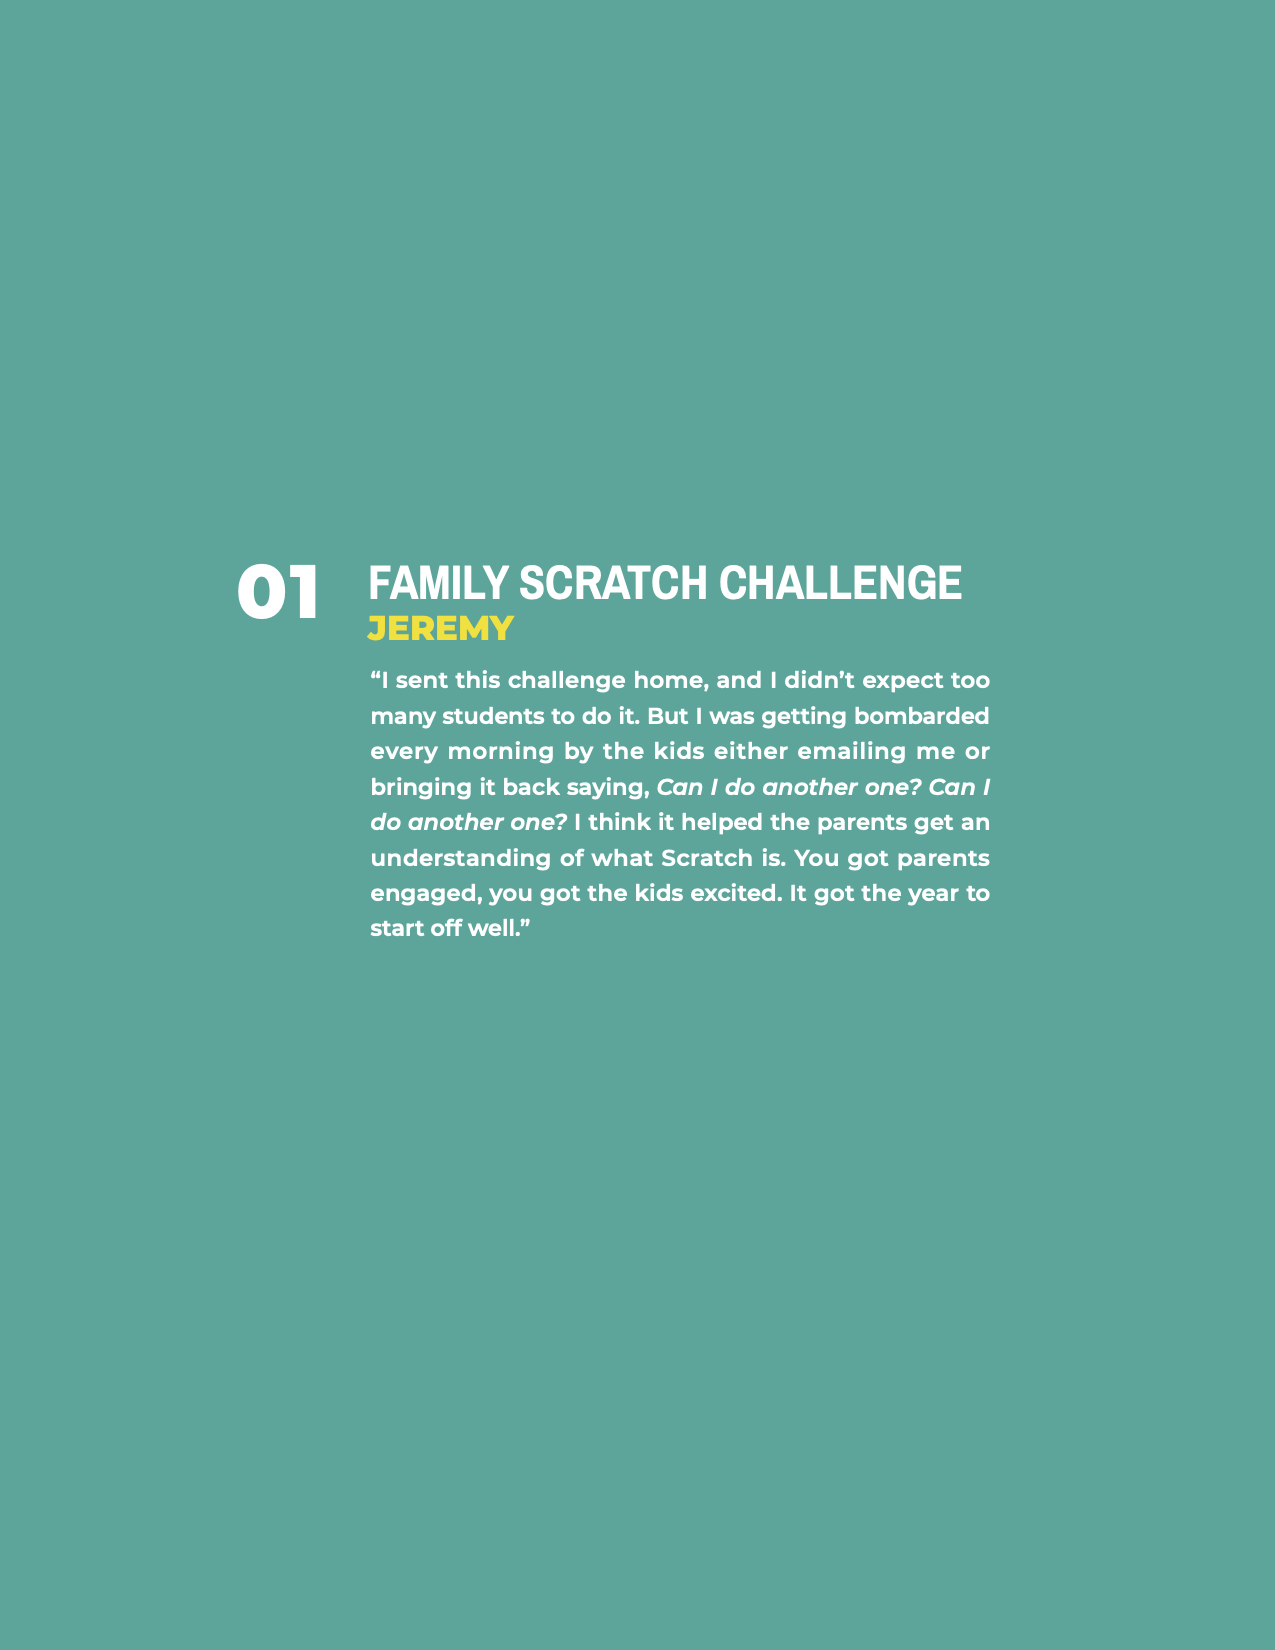 01
FAMILY SCRATCH CHALLENGE
JEREMY
“I sent this challenge home, and I didn’t expect too
many students to do it. But I was getting bombarded
every morning by the kids either emailing me or
bringing it back saying, Can I do another one? Can I
do another one? I think it helped the parents get an
understanding of what Scratch is. You got parents
engaged, you got the kids excited. It got the year to
start off well.”